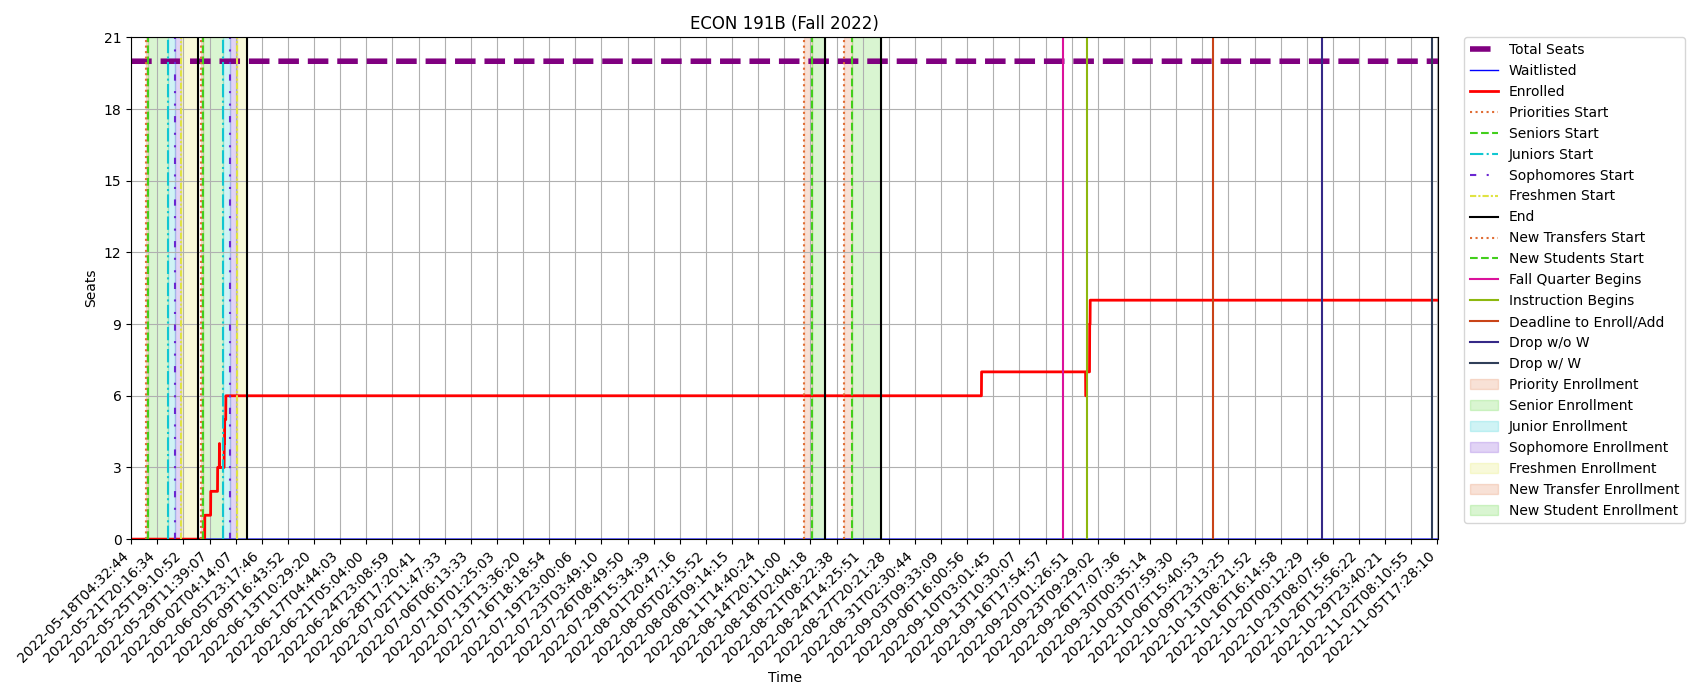 ECON 191B (Fall 2022)
21
18
15
12
9
6
3
0
Seats
2022-05-18T04:32:44
2022-05-21T20:16:34
2022-05-25T19:10:52
2022-05-29T11:39:07
2022-06-02T04:14:07
2022-06-05T23:17:46
2022-06-09T16:43:52
2022-06-13T10:29:20
2022-06-17T04:44:03
2022-06-21T05:04:00
2022-06-24T23:08:59
2022-06-28T17:20:41
2022-07-02T11:47:33
2022-07-06T06:13:33
2022-07-10T01:25:03
2022-07-13T13:36:20
2022-07-16T18:18:54
2022-07-19T23:00:06
2022-07-23T03:49:10
2022-07-26T08:49:50
2022-07-29T15:34:39
2022-08-01T20:47:16
2022-08-05T02:15:52
2022-08-08T09:14:15
2022-08-11T14:40:24
2022-08-14T20:11:00
2022-08-18T02:04:18
2022-08-21T08:22:38
2022-08-24T14:25:51
2022-08-27T20:21:28
2022-08-31T02:30:44
2022-09-03T09:33:09
2022-09-06T16:00:56
2022-09-10T03:01:45
2022-09-13T10:30:07
2022-09-16T17:54:57
2022-09-20T01:26:51
2022-09-23T09:29:02
2022-09-26T17:07:36
2022-09-30T00:35:14
2022-10-03T07:59:30
2022-10-06T15:40:53
2022-10-09T23:13:25
2022-10-13T08:21:52
2022-10-16T16:14:58
2022-10-20T00:12:29
2022-10-23T08:07:56
2022-10-26T15:56:22
2022-10-29T23:40:21
2022-11-02T08:10:55
2022-11-05T17:28:10
Time
Total Seats
Waitlisted
Enrolled
Priorities Start
Seniors Start
Juniors Start
Sophomores Start
Freshmen Start
End
New Transfers Start
New Students Start
Fall Quarter Begins
Instruction Begins
Deadline to Enroll/Add
Drop w/o W
Drop w/ W
Priority Enrollment
Senior Enrollment
Junior Enrollment
Sophomore Enrollment
Freshmen Enrollment
New Transfer Enrollment
New Student Enrollment